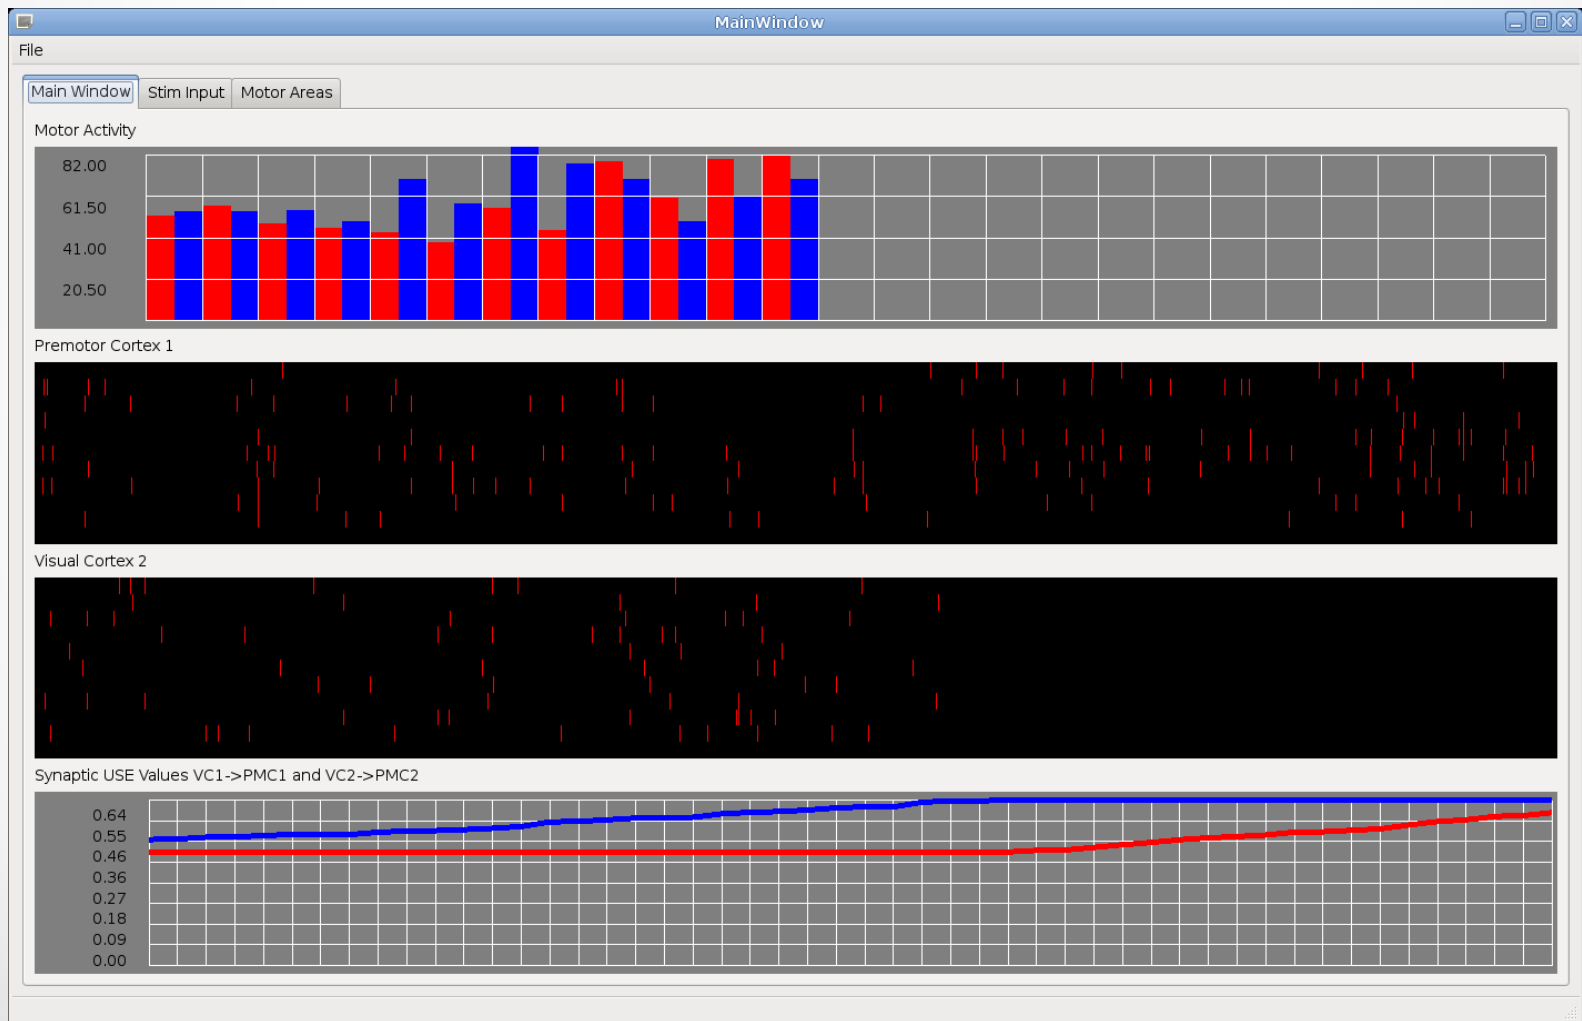 MainWindow
File
Main Window Stim Input Motor Areas
Motor Activity
82.00
61.50
41.00
20.50
Premotor Cortex 1
Visual Cortex 2
Synaptic USE Values VC1->PMC1 and VC2->PMC2
0.64
0.55
0.46
0.36
0.27
0.18
0.09
0.00